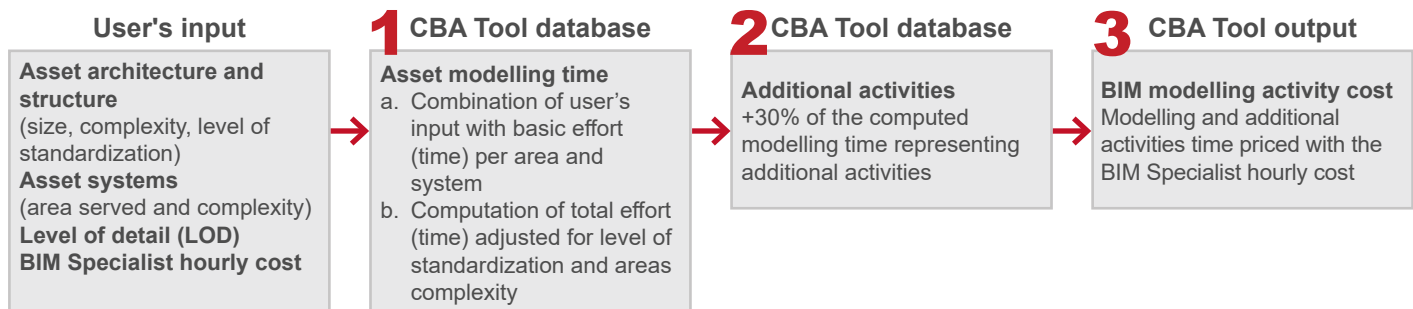 User's input
Asset architecture and
structure
(size, complexity, level of
standardization)
Asset systems
(area served and complexity)
Level of detail (LOD)
BIM Specialist hourly cost
1 CBA Tool database
Asset modelling time
a. Combination of user's
input with basic effort
(time) per area and
system
b. Computation of total effort
(time) adjusted for level of
standardization and areas
complexity
2 CBA Tool database
Additional activities
+30% of the computed
modelling time representing
additional activities
3 CBA Tool output
BIM modelling activity cost
Modelling and additional
activities time priced with the
BIM Specialist hourly cost